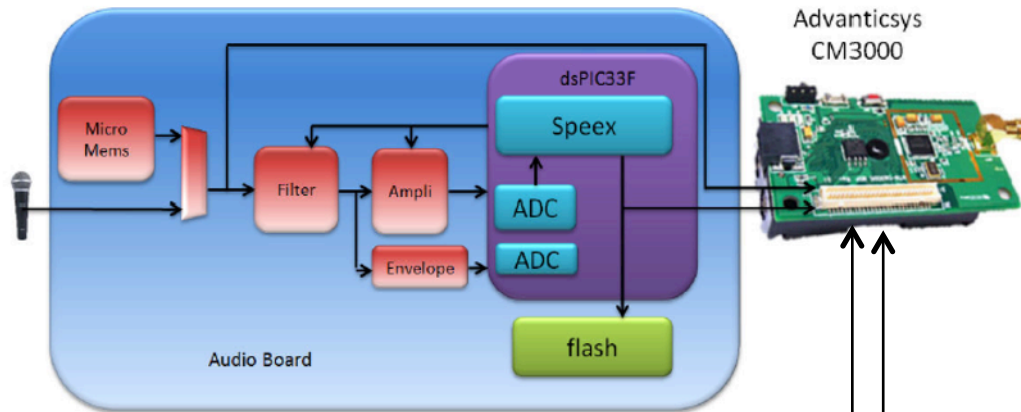 Advanticsys
CM3000
dsPIC33F
Micro
Mems
Speex
Filter
Ampli
ADC
Envelope
ADC
flash
Audio Board